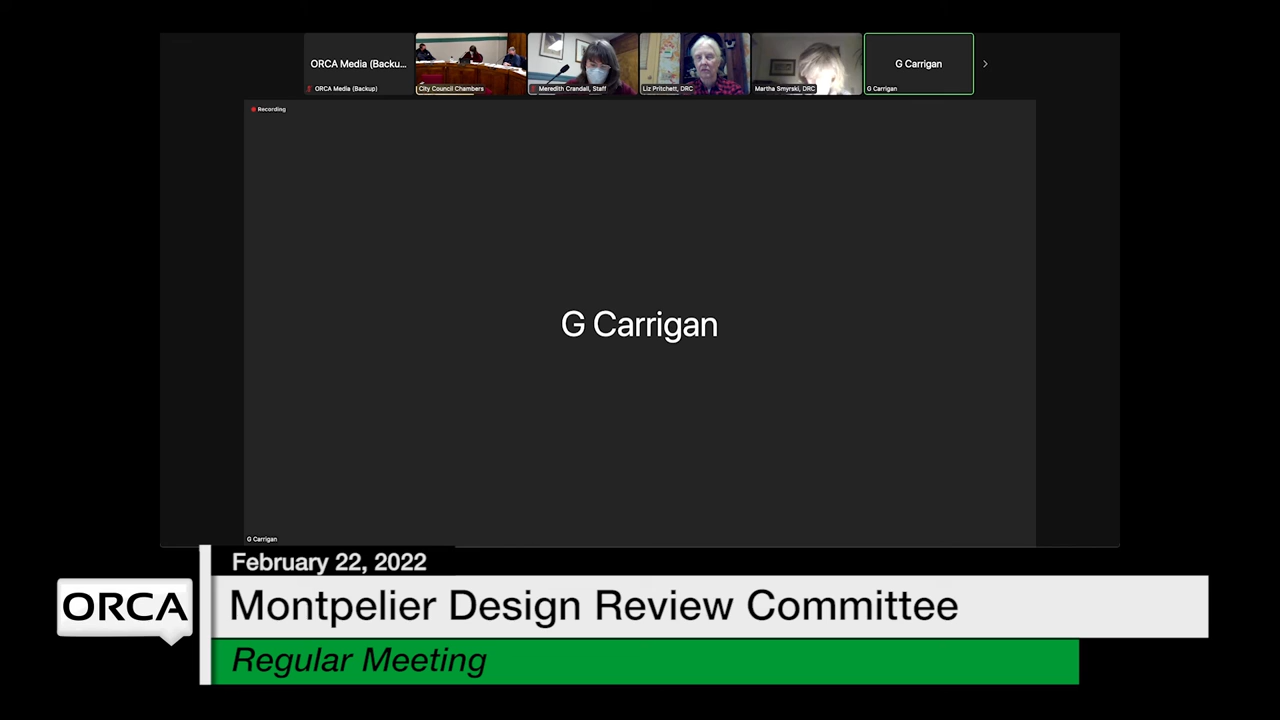 ORCA Media (Backu...
G Carrigan
ORCA Media (Backup)
City Council Chambers
Meredith Crandall, Staff
Liz Pritchett, DRC
Martha Smyrski, DRC
G Carrigan
Recording
G Carrigan
G Carrigan
February 22, 2022
ORCA
Montpelier Design Review Committee
Regular Meeting